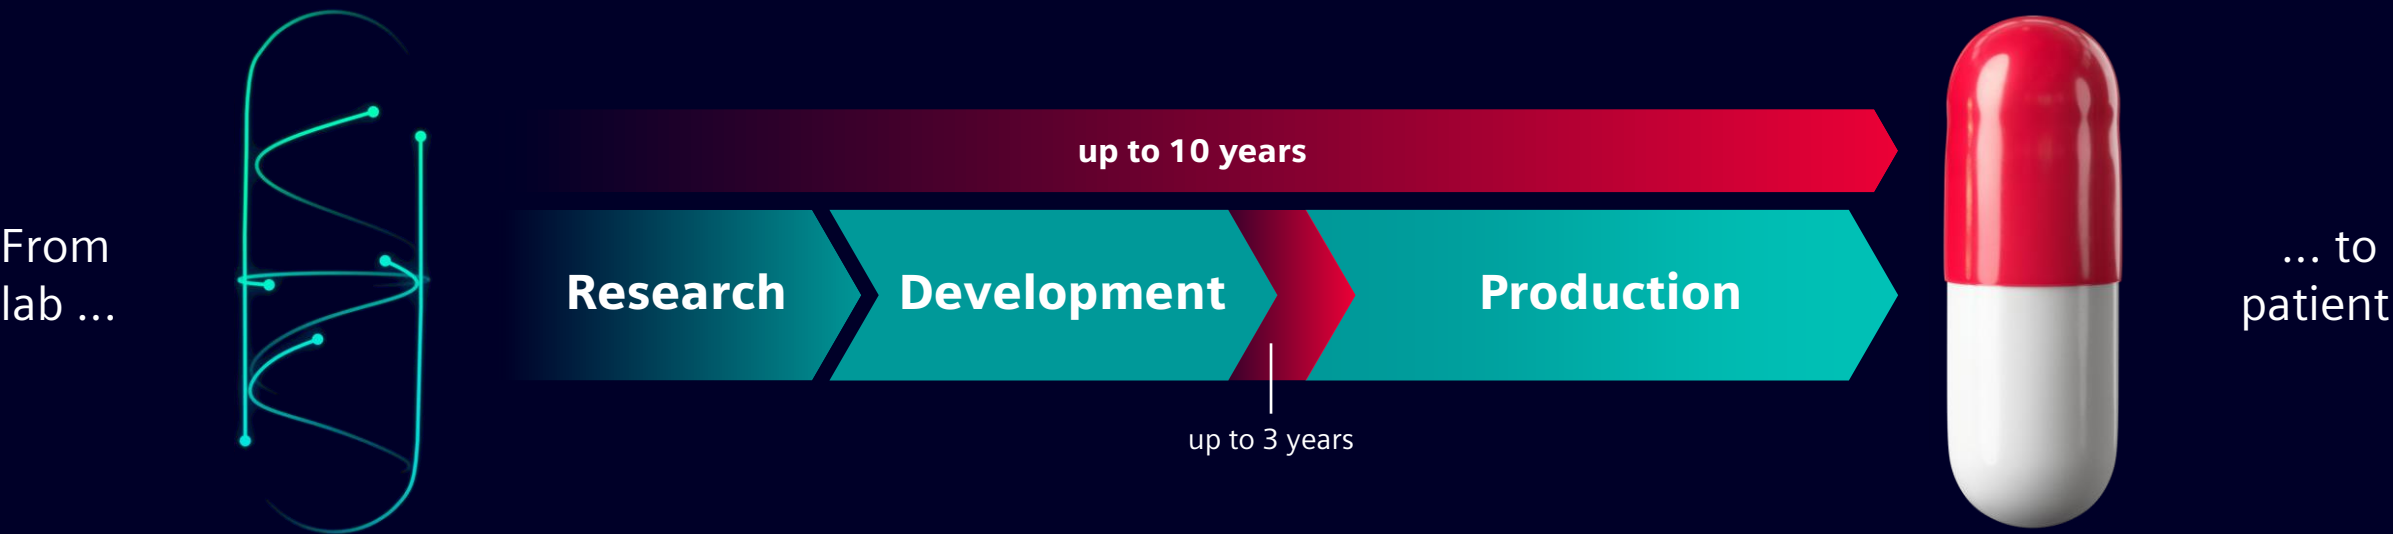 From
lab ...
up to 10 years
Research
Development
Production
up to 3 years
... to
patient